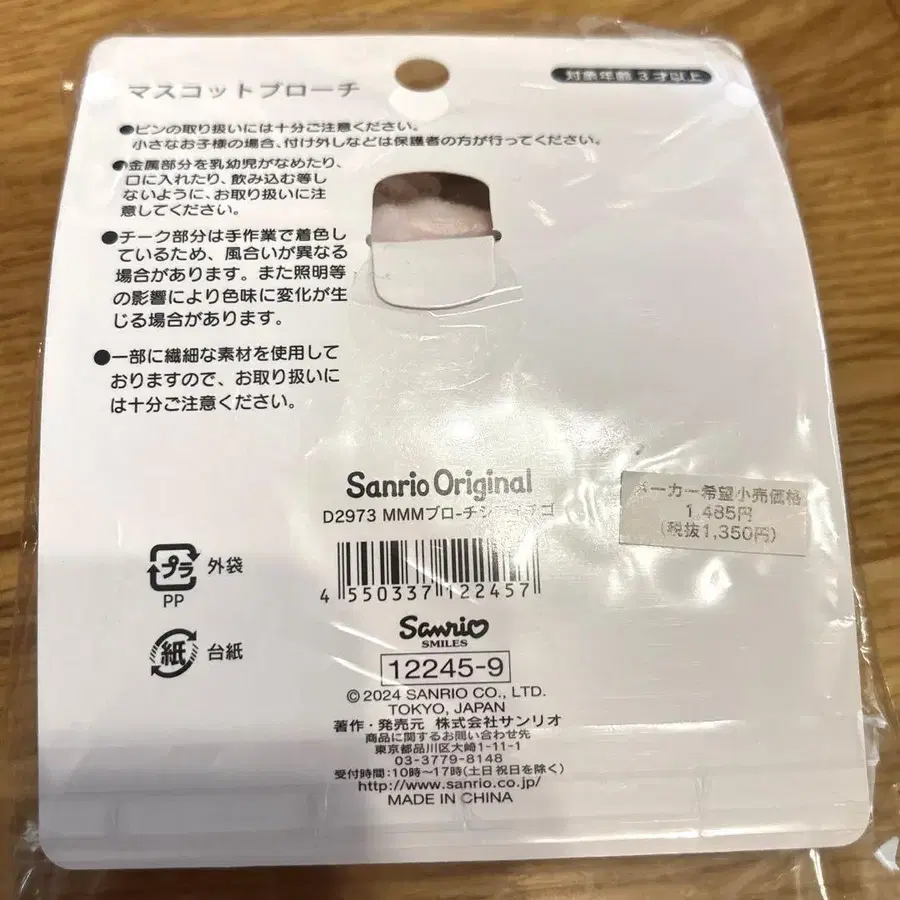 マスコットブローチ
対象年齢 3才以上
●ピンの取り扱いには十分ご注意ください。
小さなお子様の場合、付け外しなどは保護者の方が行ってください。
●金属部分を乳幼児がなめたり、
口に入れたり、飲み込む等し
ないように、お取り扱いに注
意してください。
●チーク部分は手作業で着色し
ているため、風合いが異なる
場合があります。また照明等
の影響により色味に変化が生
じる場合があります。
●一部に繊細な素材を使用して
おりますので、お取り扱いに
は十分ご注意ください。
Sanrio Original
D2973 MMMブローチ
メーカー希望小売価格
1,485円
(税抜1,350円)
4 550337 122457
プラ 外袋
PP
紙 台紙
Sanrio
SMILES
12245-9
© 2024 SANRIO CO., LTD.
TOKYO, JAPAN
著作・発売元 株式会社サンリオ
商品に関するお問い合わせ先
東京都品川区大崎1-11-1
03-3779-8148
受付時間:10時~17時(土日祝日を除く)
http://www.sanrio.co.jp/
MADE IN CHINA